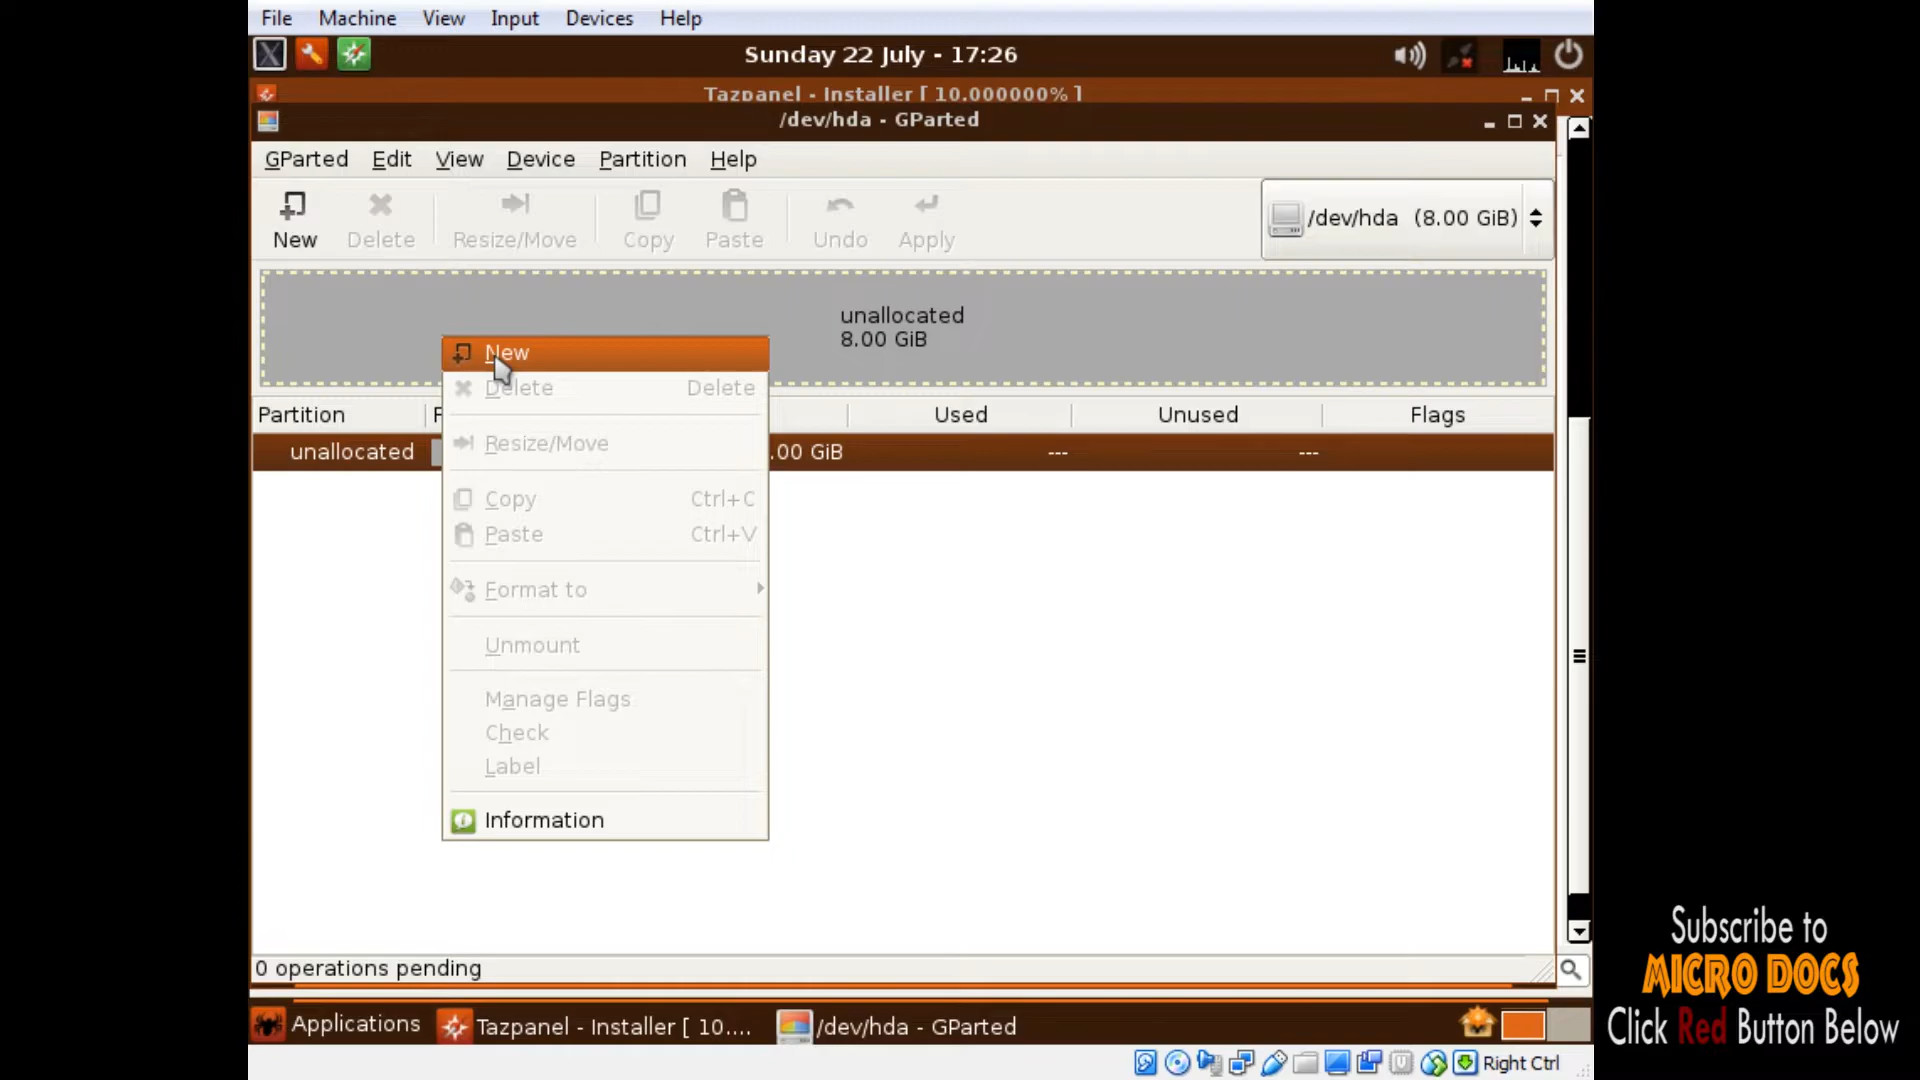 File Machine View Input Devices Help
Sunday 22 July - 17:26
Tazpanel - Installer [ 10.000000% ]
/dev/hda - GParted
GParted Edit View Device Partition Help
New Delete Resize/Move Copy Paste Undo Apply
/dev/hda (8.00 GiB)
unallocated
8.00 GiB
New
Delete Delete
Partition F Used Unused Flags
unallocated .00 GiB --- ---
Resize/Move
Copy Ctrl+C
Paste Ctrl+V
Format to
Unmount
Manage Flags
Check
Label
Information
0 operations pending
Applications Tazpanel - Installer [ 10.... /dev/hda - GParted
Right Ctrl
Subscribe to
MICRO DOCS
Click Red Button Below